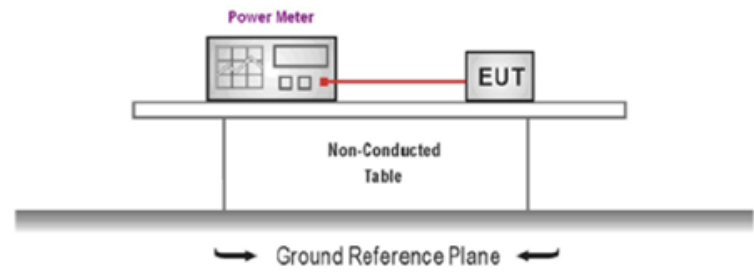 Power Meter
EUT
Non-Conducted
Table
Ground Reference Plane